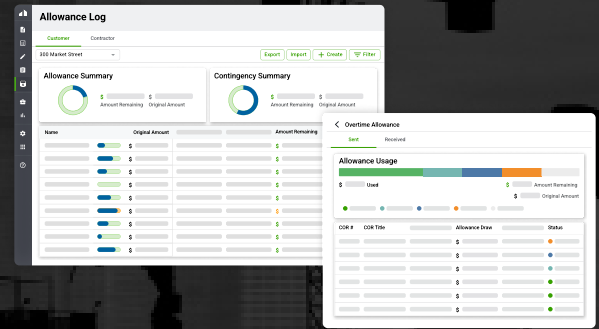 Allowance Log
Customer Contractor
300 Market Street
Export Import + Create Filter
Allowance Summary
$ $
Amount Remaining Original Amount
Contingency Summary
$ $
Amount Remaining Original Amount
Name Original Amount Amount Remaining
$ $
$ $
$ $
$ $
$ $
$ $
$ $
$ $
$ $
Overtime Allowance
Sent Received
Allowance Usage
$ Used $ Amount Remaining
$ Original Amount
COR # COR Title Allowance Draw Status
$
$
$
$
$
$